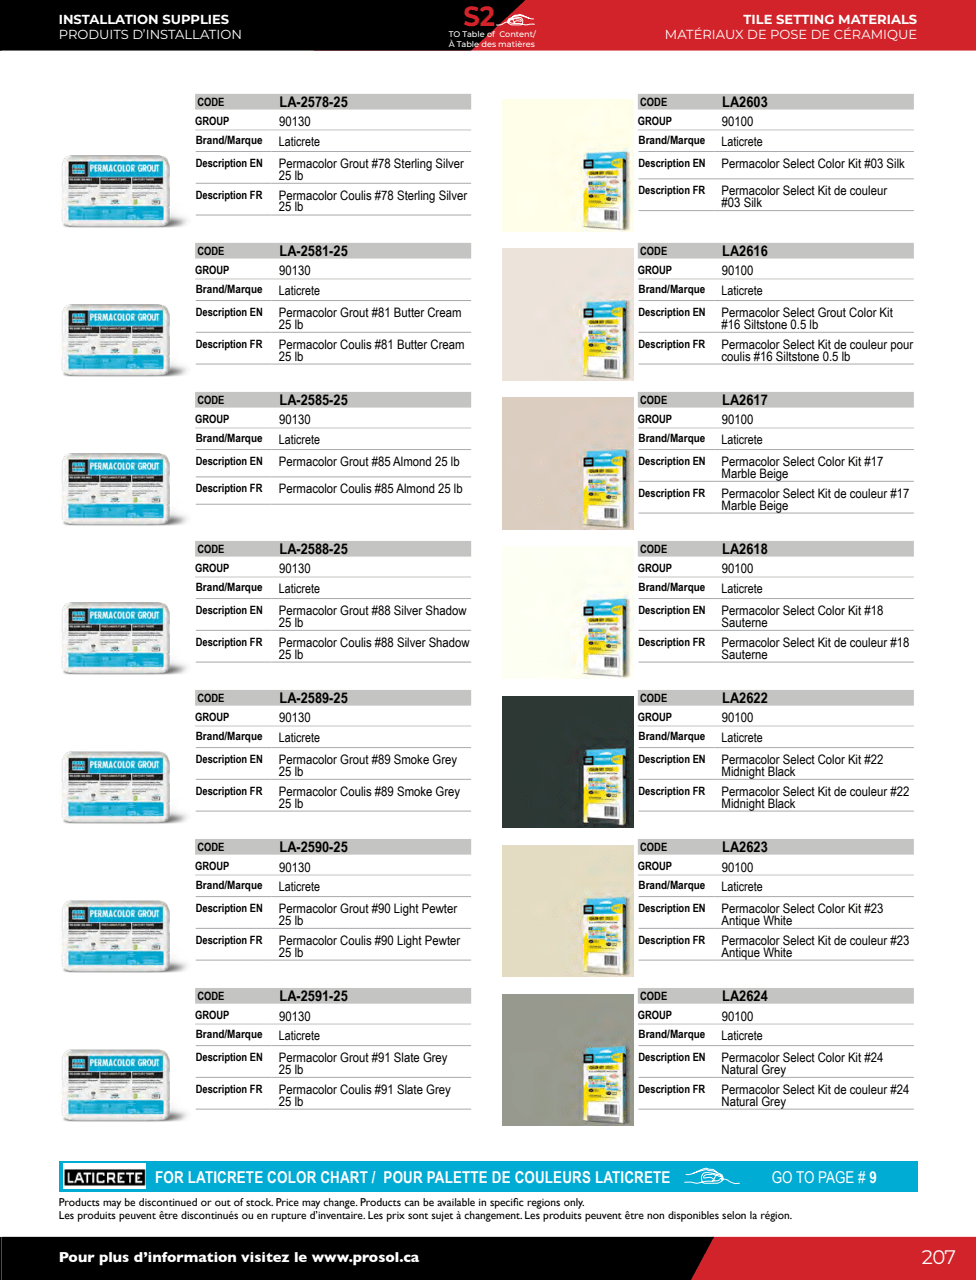 INSTALLATION SUPPLIES
PRODUITS D'INSTALLATION
S2
TO Table of Content/
À Table des matières
TILE SETTING MATERIALS
MATÉRIAUX DE POSE DE CÉRAMIQUE
PERMACOLOR GROUT
CODE LA-2578-25
GROUP 90130
Brand/Marque Laticrete
Description EN Permacolor Grout #78 Sterling Silver
25 lb
Description FR Permacolor Coulis #78 Sterling Silver
25 lb
PERMACOLOR GROUT
CODE LA-2581-25
GROUP 90130
Brand/Marque Laticrete
Description EN Permacolor Grout #81 Butter Cream
25 lb
Description FR Permacolor Coulis #81 Butter Cream
25 lb
PERMACOLOR GROUT
CODE LA-2585-25
GROUP 90130
Brand/Marque Laticrete
Description EN Permacolor Grout #85 Almond 25 lb
Description FR Permacolor Coulis #85 Almond 25 lb
PERMACOLOR GROUT
CODE LA-2588-25
GROUP 90130
Brand/Marque Laticrete
Description EN Permacolor Grout #88 Silver Shadow
25 lb
Description FR Permacolor Coulis #88 Silver Shadow
25 lb
PERMACOLOR GROUT
CODE LA-2589-25
GROUP 90130
Brand/Marque Laticrete
Description EN Permacolor Grout #89 Smoke Grey
25 lb
Description FR Permacolor Coulis #89 Smoke Grey
25 lb
PERMACOLOR GROUT
CODE LA-2590-25
GROUP 90130
Brand/Marque Laticrete
Description EN Permacolor Grout #90 Light Pewter
25 lb
Description FR Permacolor Coulis #90 Light Pewter
25 lb
PERMACOLOR GROUT
CODE LA-2591-25
GROUP 90130
Brand/Marque Laticrete
Description EN Permacolor Grout #91 Slate Grey
25 lb
Description FR Permacolor Coulis #91 Slate Grey
25 lb
CODE LA2603
GROUP 90100
Brand/Marque Laticrete
Description EN Permacolor Select Color Kit #03 Silk
Description FR Permacolor Select Kit de couleur
#03 Silk
CODE LA2616
GROUP 90100
Brand/Marque Laticrete
Description EN Permacolor Select Grout Color Kit
#16 Siltstone 0.5 lb
Description FR Permacolor Select Kit de couleur pour
coulis #16 Siltstone 0.5 lb
CODE LA2617
GROUP 90100
Brand/Marque Laticrete
Description EN Permacolor Select Color Kit #17
Marble Beige
Description FR Permacolor Select Kit de couleur #17
Marble Beige
CODE LA2618
GROUP 90100
Brand/Marque Laticrete
Description EN Permacolor Select Color Kit #18
Sauterne
Description FR Permacolor Select Kit de couleur #18
Sauterne
CODE LA2622
GROUP 90100
Brand/Marque Laticrete
Description EN Permacolor Select Color Kit #22
Midnight Black
Description FR Permacolor Select Kit de couleur #22
Midnight Black
CODE LA2623
GROUP 90100
Brand/Marque Laticrete
Description EN Permacolor Select Color Kit #23
Antique White
Description FR Permacolor Select Kit de couleur #23
Antique White
CODE LA2624
GROUP 90100
Brand/Marque Laticrete
Description EN Permacolor Select Color Kit #24
Natural Grey
Description FR Permacolor Select Kit de couleur #24
Natural Grey
LATICRETE FOR LATICRETE COLOR CHART / POUR PALETTE DE COULEURS LATICRETE GO TO PAGE # 9
Products may be discontinued or out of stock. Price may change. Products can be available in specific regions only.
Les produits peuvent être discontinués ou en rupture d'inventaire. Les prix sont sujet à changement. Les produits peuvent être non disponibles selon la région.
Pour plus d'information visitez le www.prosol.ca
207